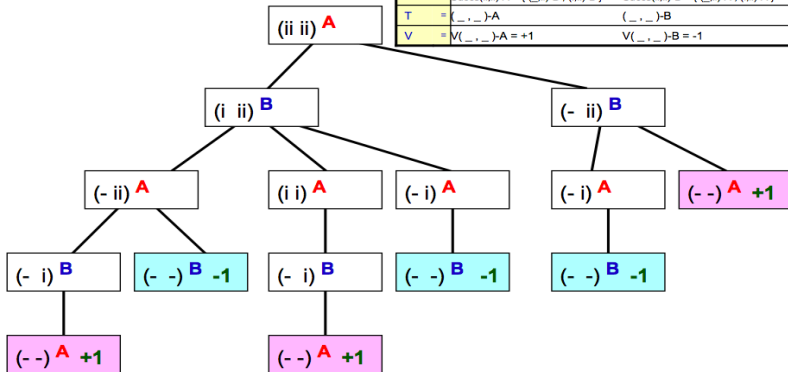 T = (_,_)-A (_,_)-B
V = V(_,_)-A = +1 V(_,_)-B = -1
(ii ii) A
(i ii) B (- ii) B
(- ii) A (i i) A (- i) A (- i) A (- -) A +1
(- i) B (- -) B -1 (- i) B (- -) B -1 (- -) B -1
(- -) A +1 (- -) A +1